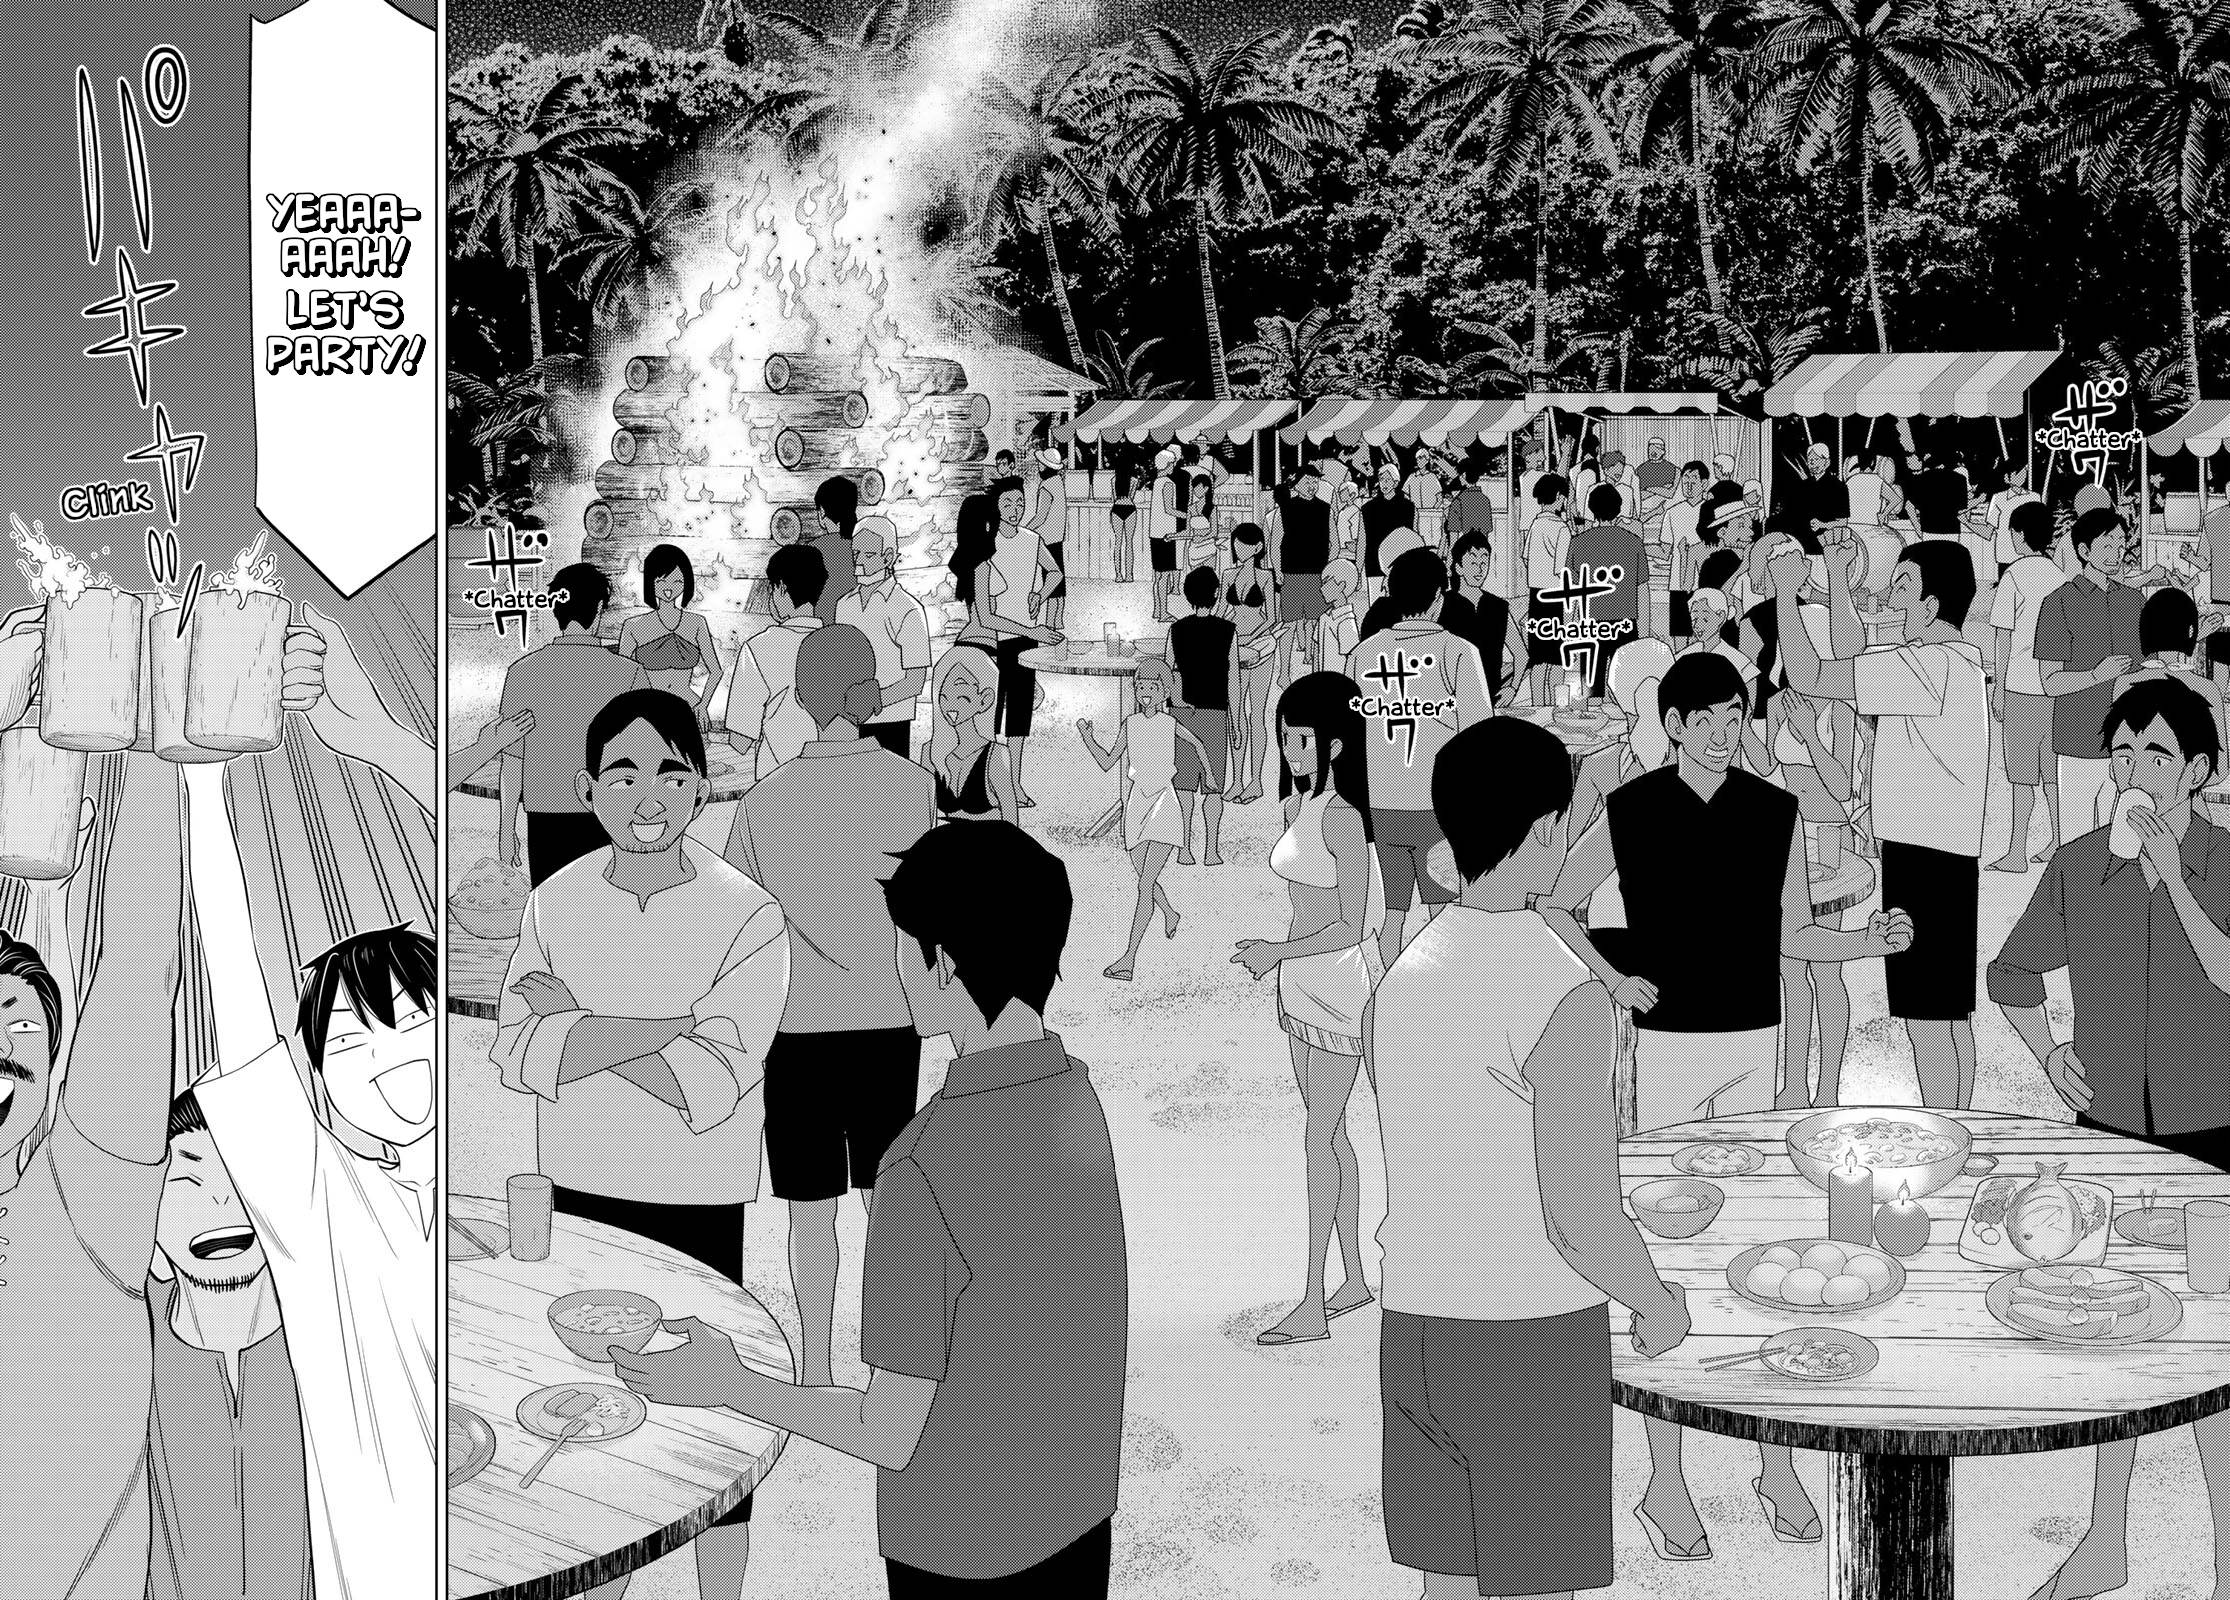 ザワ
*Chatter*
ザワ
*Chatter*
ザワ
*Chatter*
ザワ
*Chatter*
YEAAA-
AAAH!
LET'S
PARTY!
パキャッ
Clink